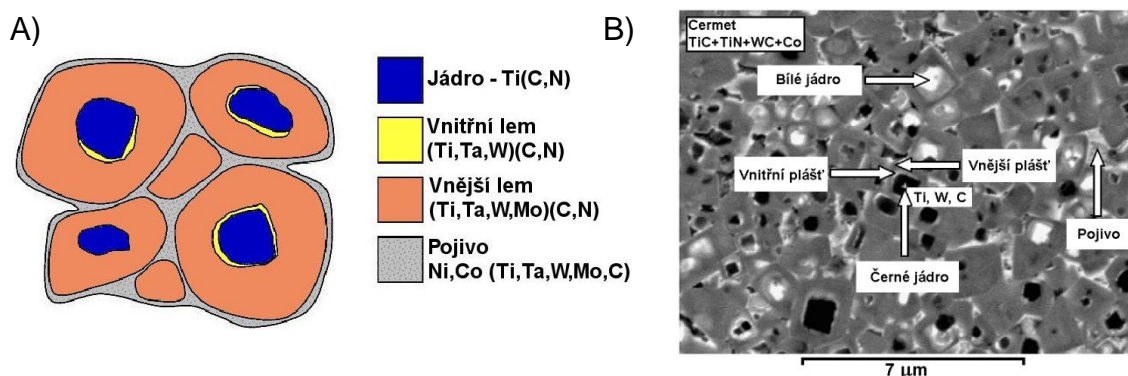 A)
Jádro - Ti(C,N)
Vnitřní lem
(Ti,Ta,W)(C,N)
Vnější lem
(Ti,Ta,W,Mo)(C,N)
Pojivo
Ni,Co (Ti,Ta,W,Mo,C)
B)
Cermet
TiC+TiN+WC+Co
Bílé jádro
Vnitřní plášť
Vnější plášť
Ti, W, C
Pojivo
Černé jádro
7 µm